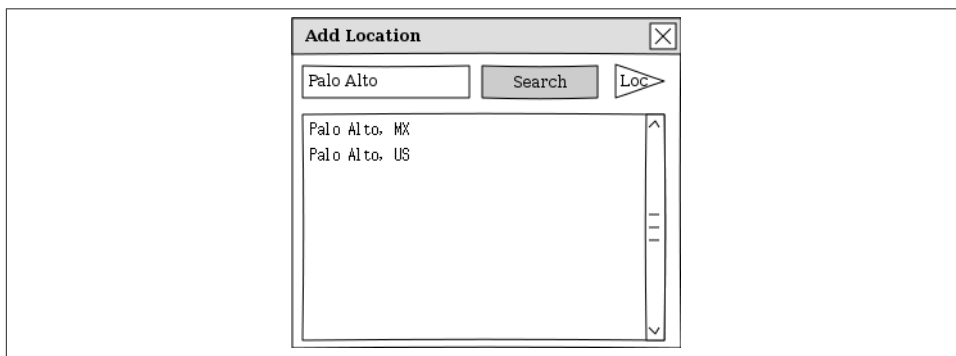 Add Location
Palo Alto Search Loc
Palo Alto, MX
Palo Alto, US